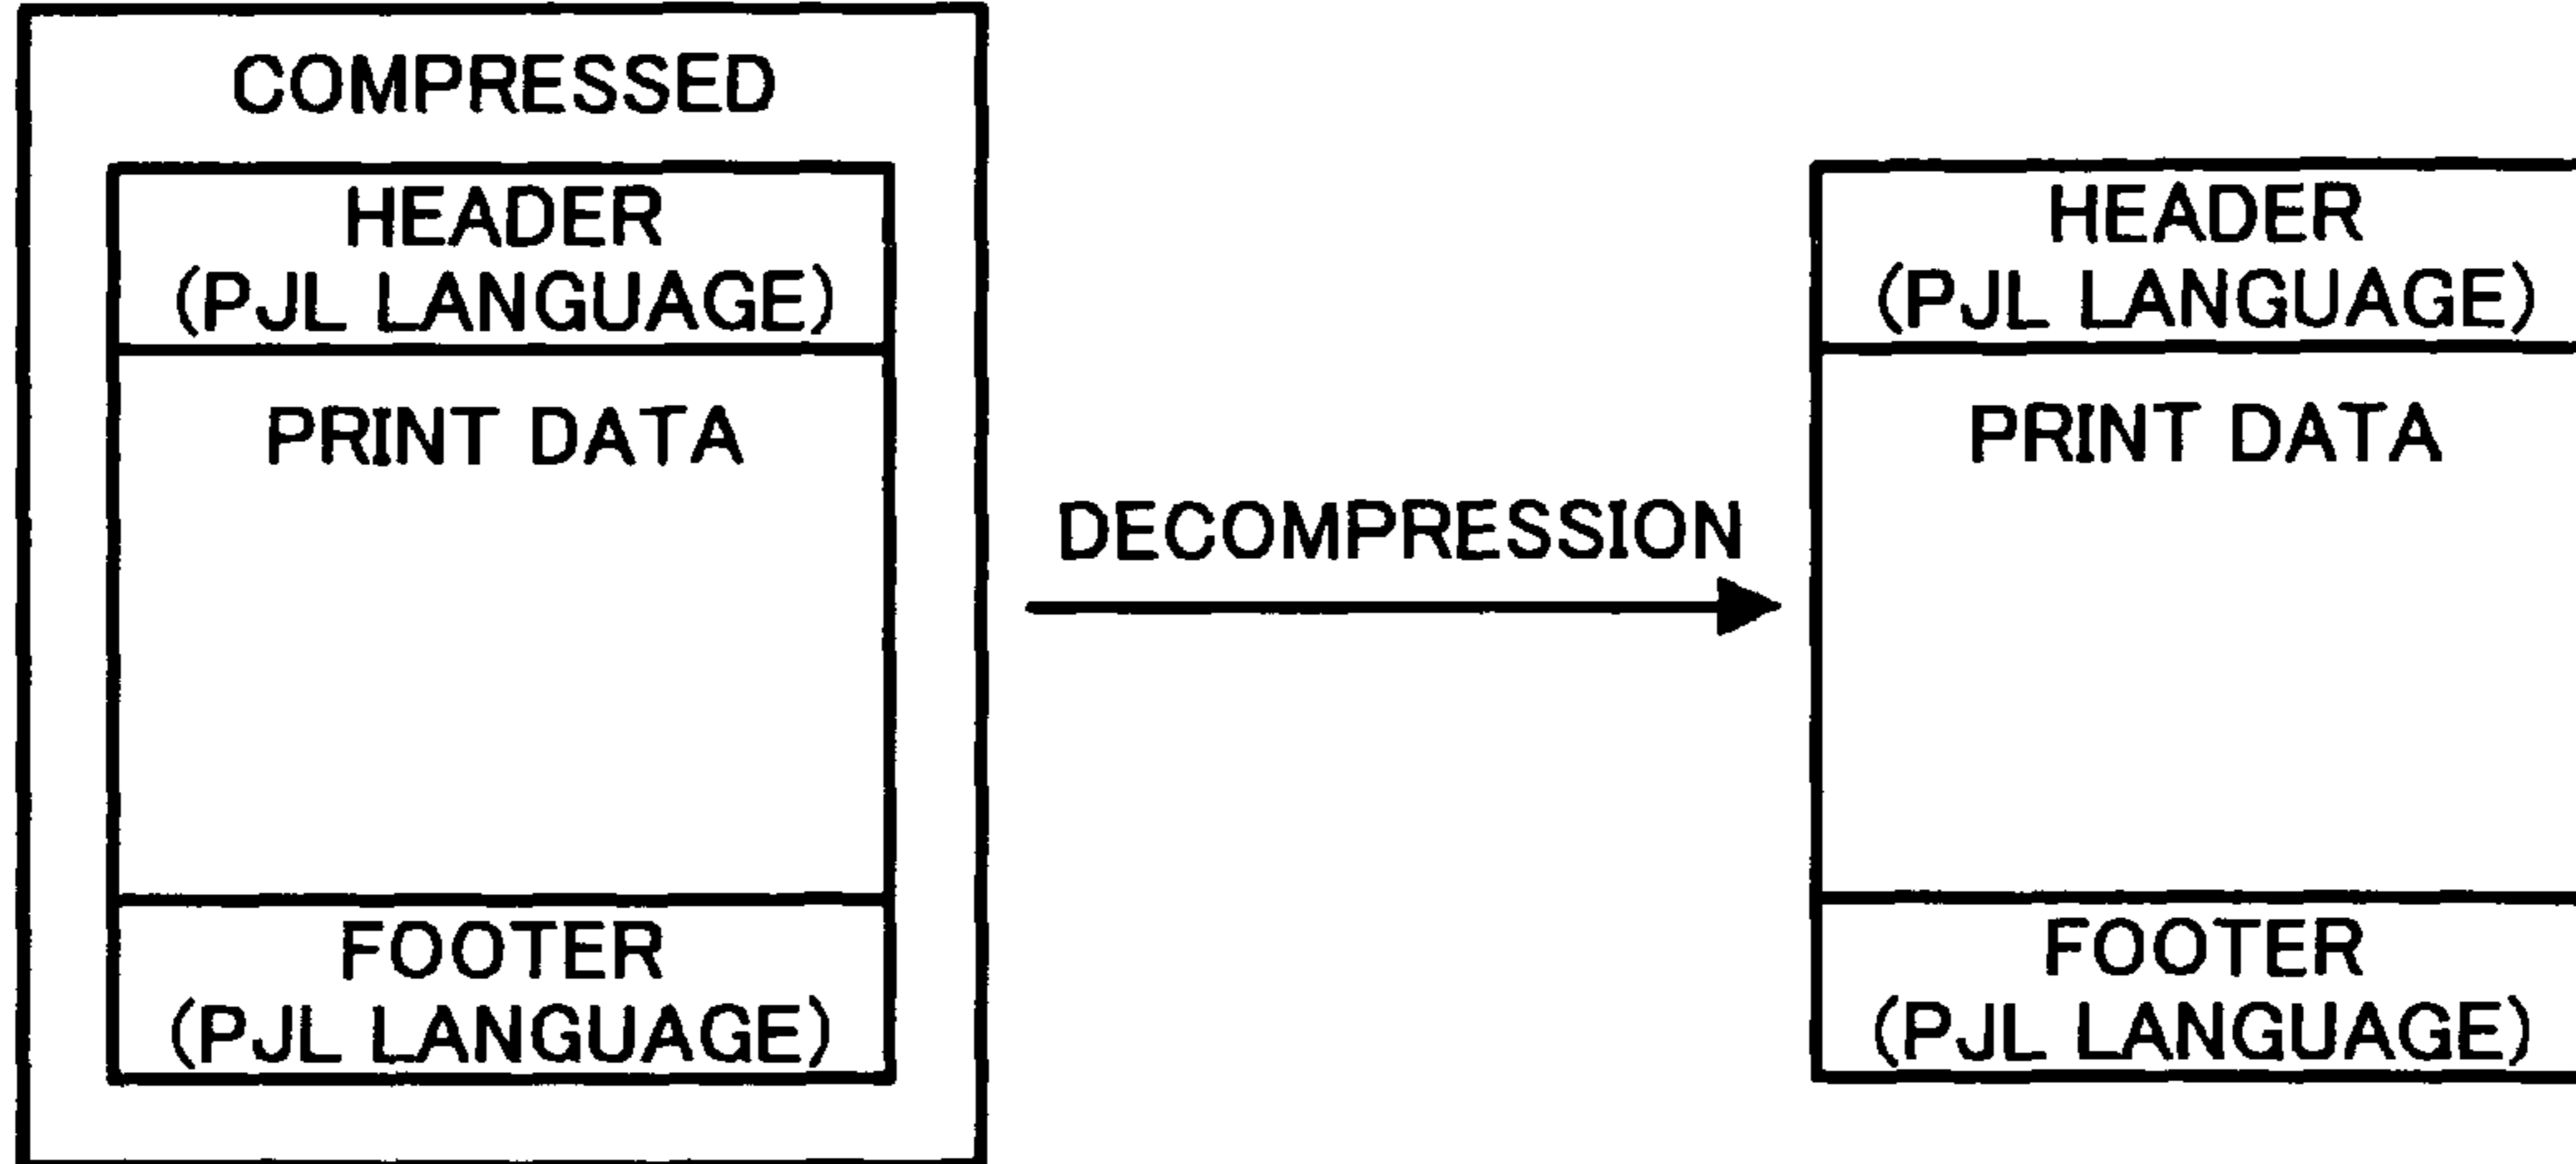 COMPRESSED
HEADER
(PJL LANGUAGE)
PRINT DATA
FOOTER
(PJL LANGUAGE)
DECOMPRESSION
HEADER
(PJL LANGUAGE)
PRINT DATA
FOOTER
(PJL LANGUAGE)